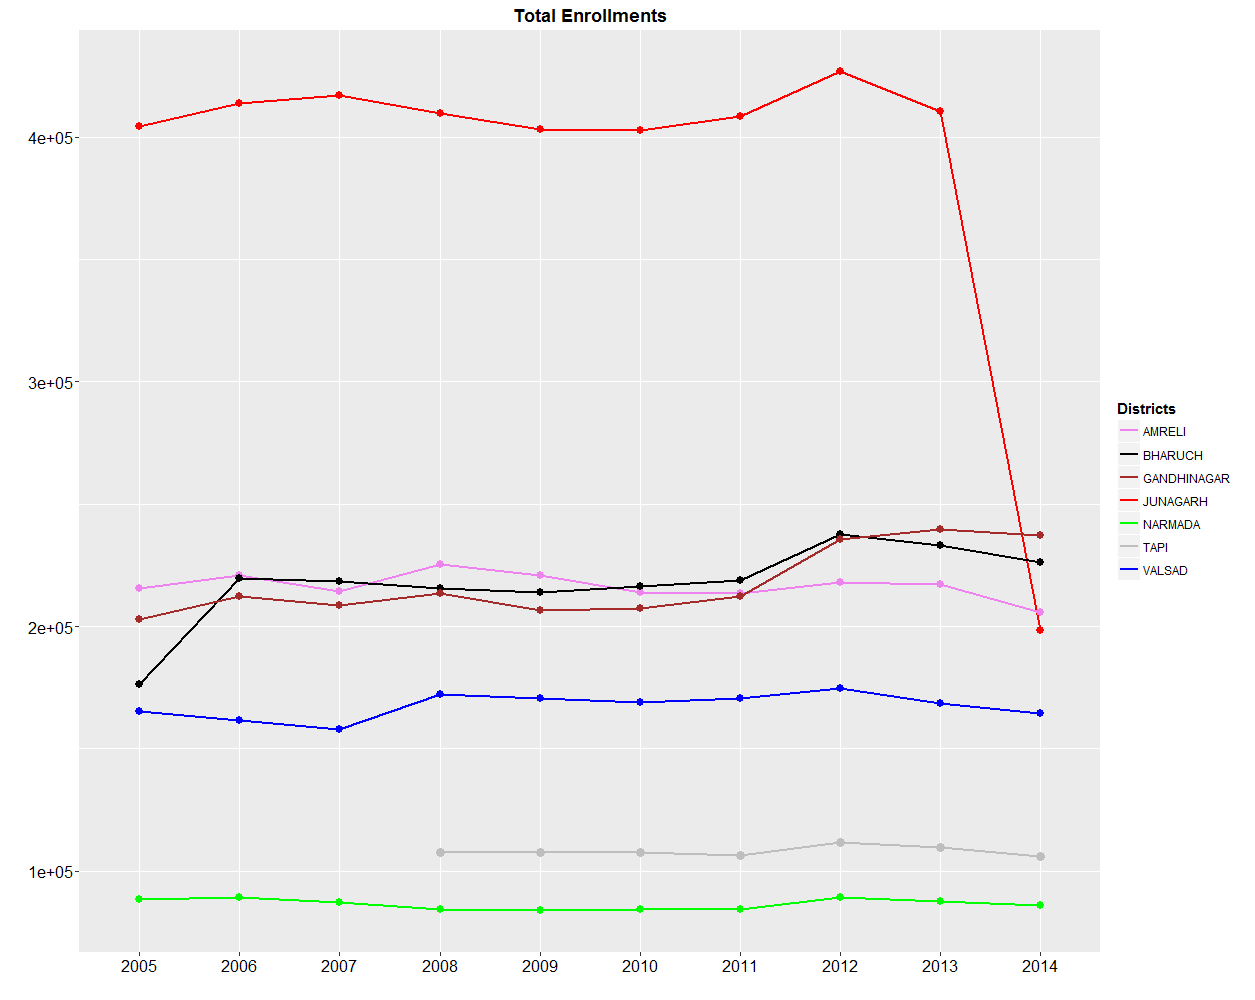 Total Enrollments
4e+05
3e+05
2e+05
1e+05
2005 2006 2007 2008 2009 2010 2011 2012 2013 2014
Districts
AMRELI
BHARUCH
GANDHINAGAR
JUNAGARH
NARMADA
TAPI
VALSAD